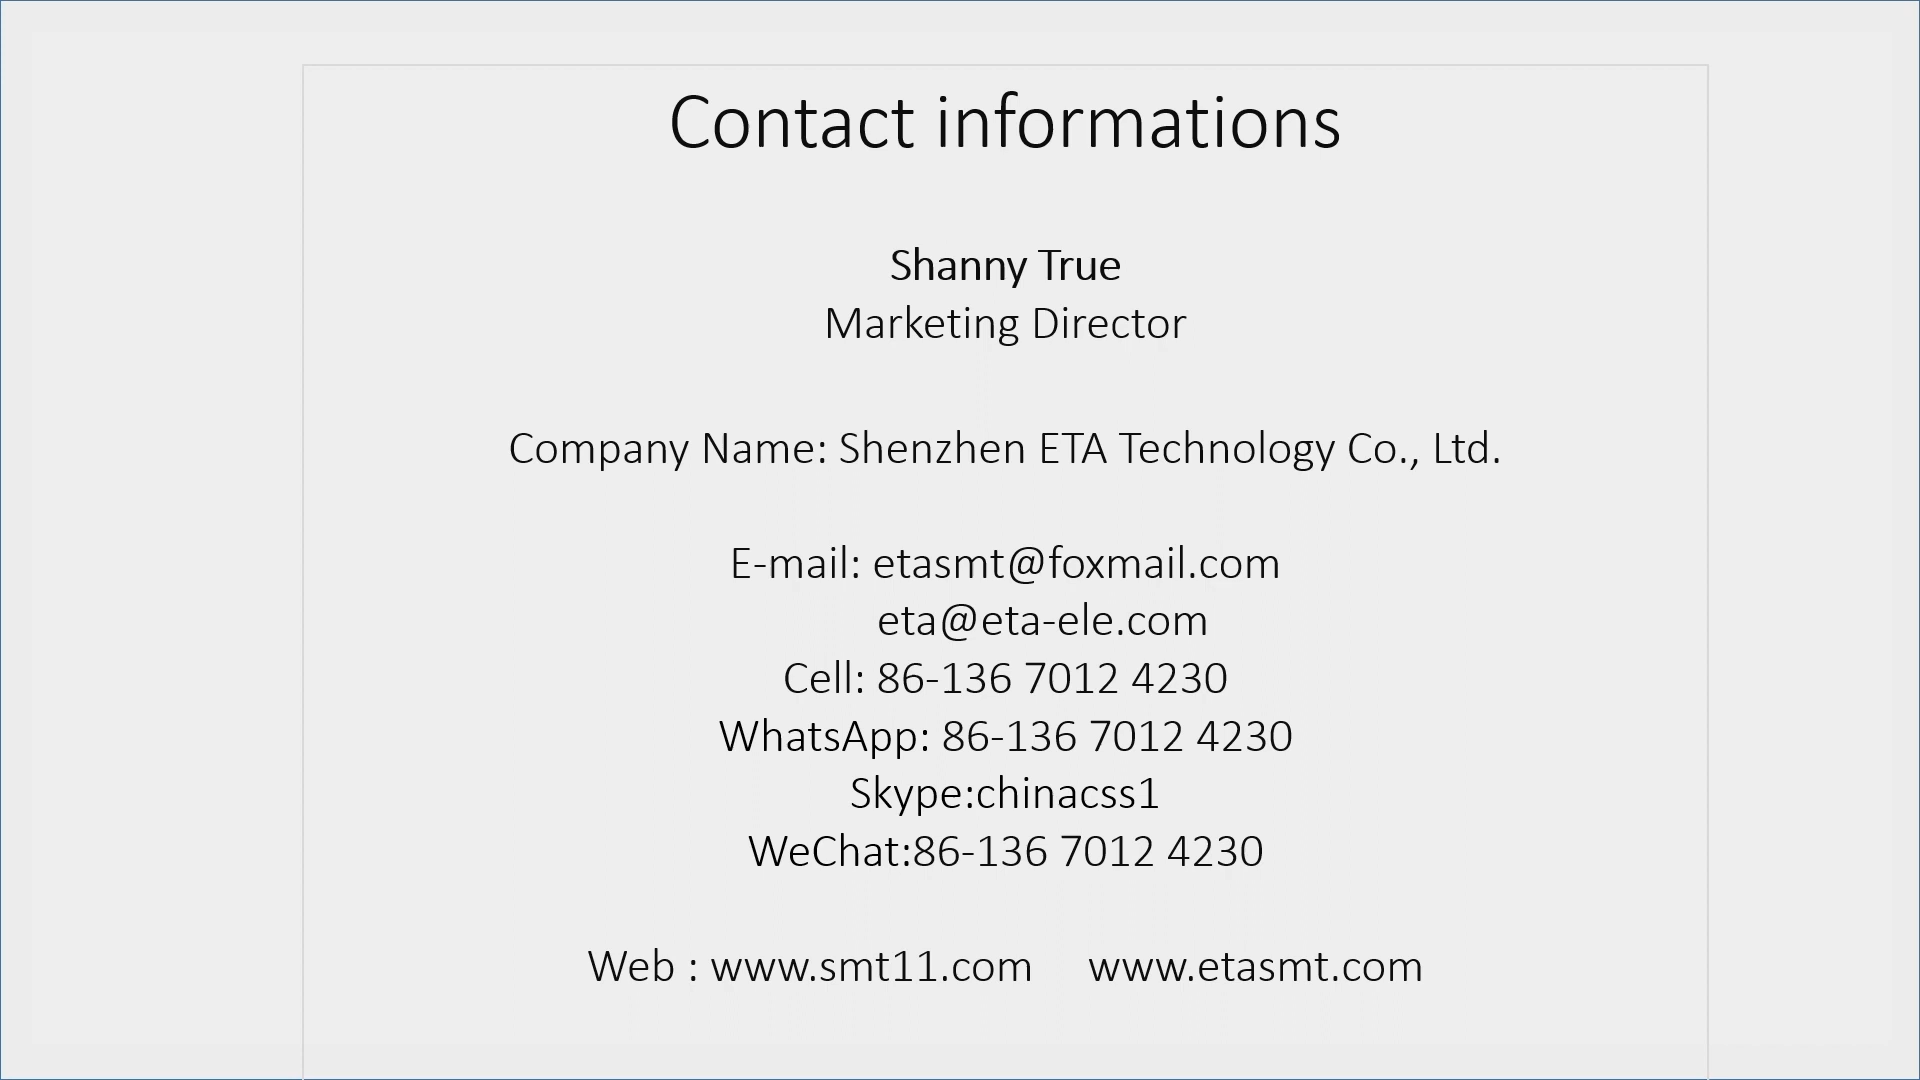 Contact informations
Shanny True
Marketing Director
Company Name: Shenzhen ETA Technology Co., Ltd.
E-mail: etasmt@foxmail.com
eta@eta-ele.com
Cell: 86-136 7012 4230
WhatsApp: 86-136 7012 4230
Skype:chinacss1
WeChat:86-136 7012 4230
Web : www.smt11.com www.etasmt.com